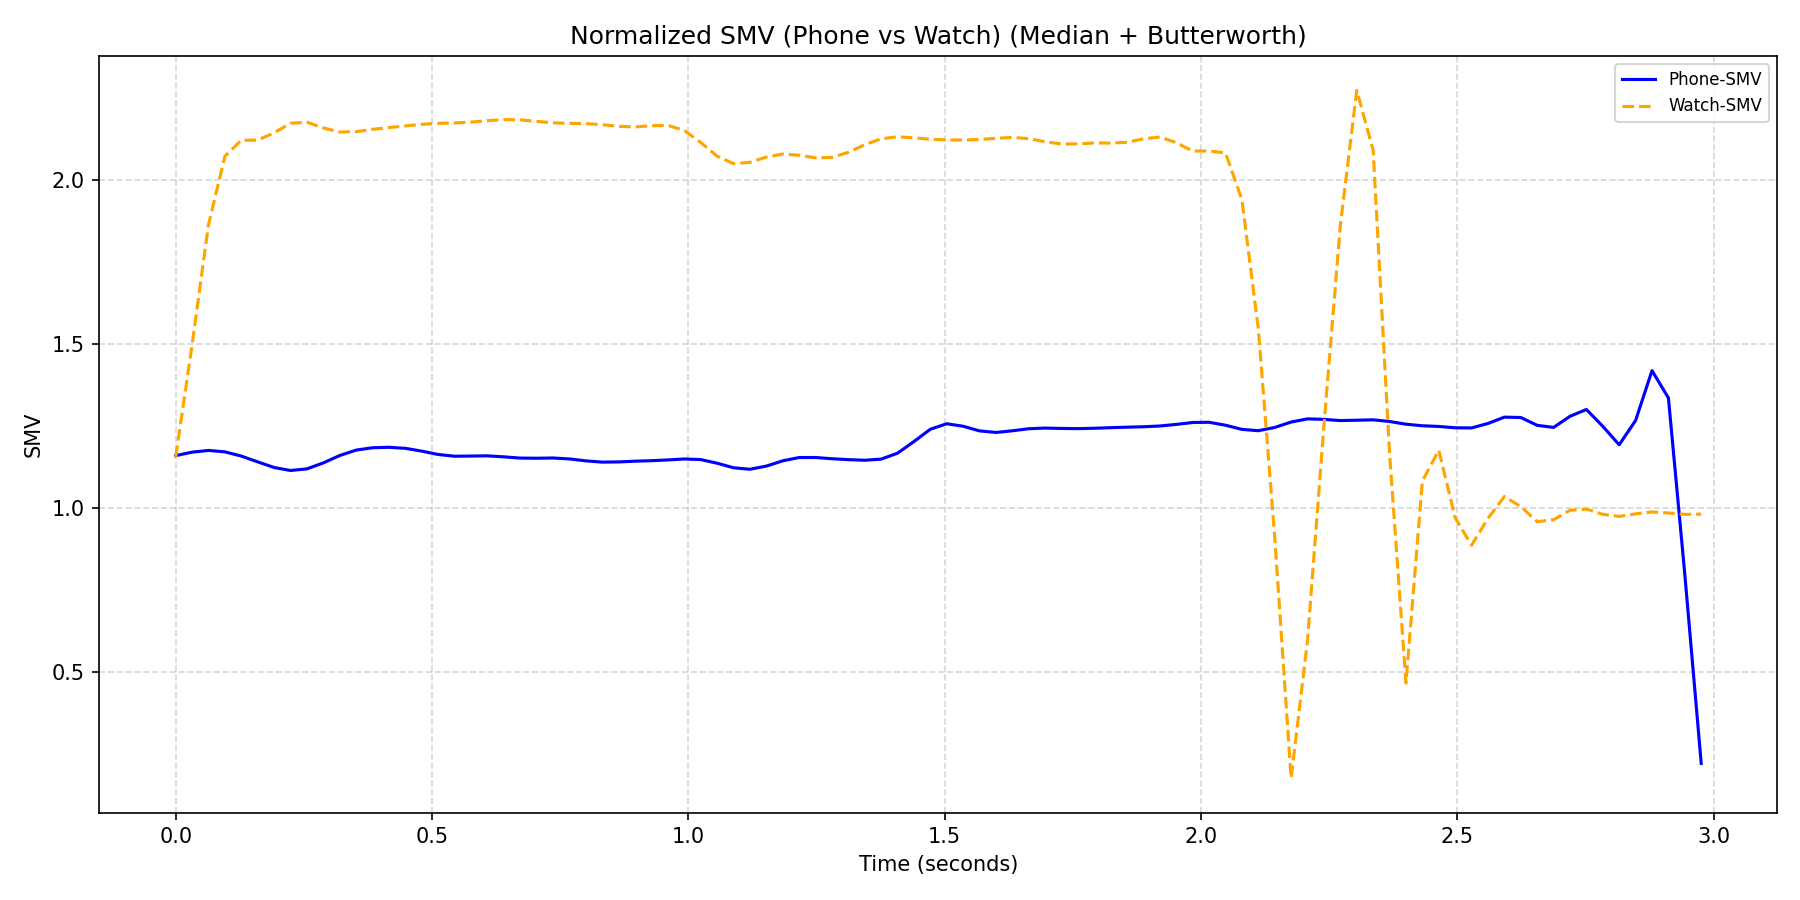 Normalized SMV (Phone vs Watch) (Median + Butterworth)
Phone-SMV
Watch-SMV
SMV
2.0
1.5
1.0
0.5
0.0
0.5
1.0
1.5
2.0
2.5
3.0
Time (seconds)